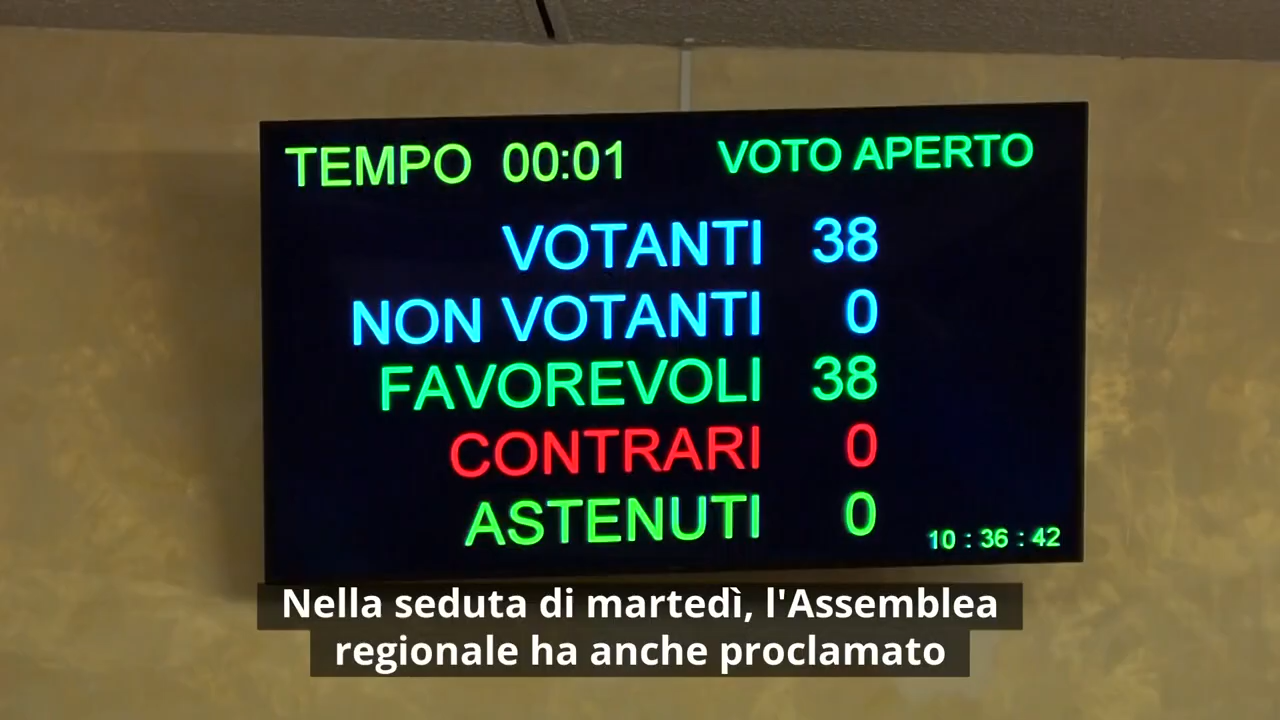 TEMPO 00:01 VOTO APERTO
VOTANTI 38
NON VOTANTI 0
FAVOREVOLI 38
CONTRARI 0
ASTENUTI 0
10 : 36 : 42
Nella seduta di martedì, l'Assemblea
regionale ha anche proclamato